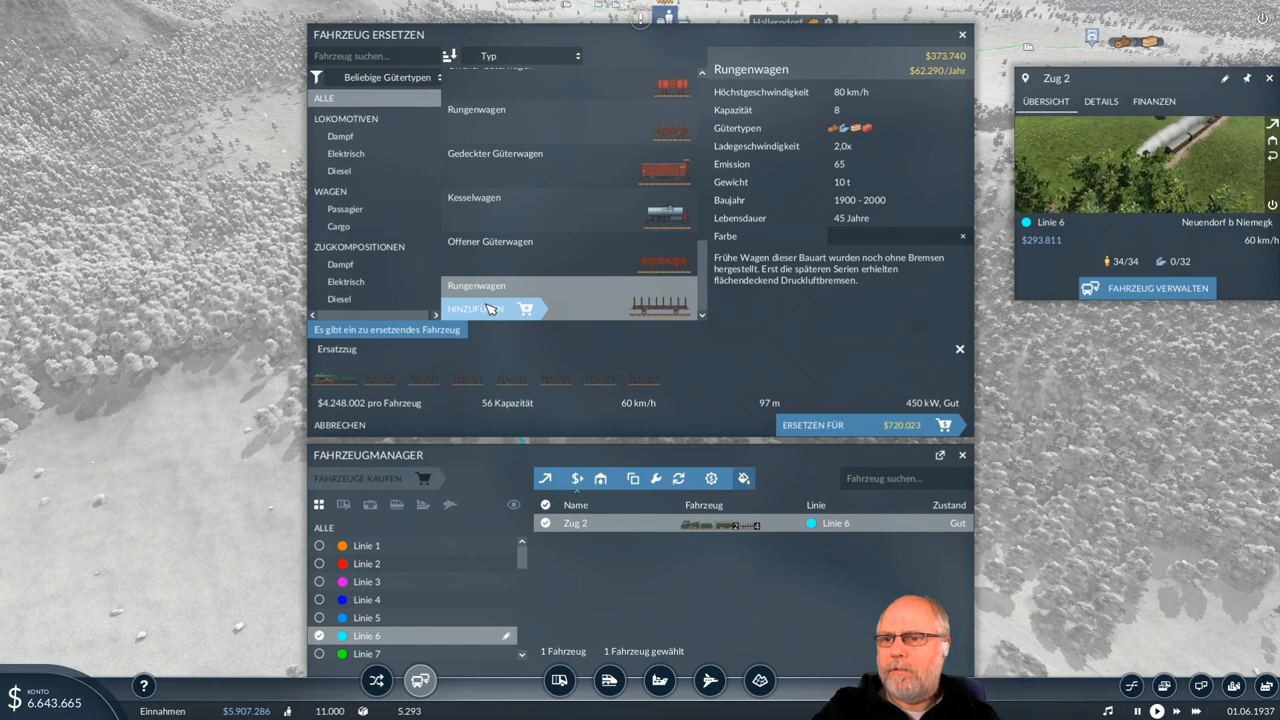 Hallerndorf
FAHRZEUG ERSETZEN
Fahrzeug suchen...
Typ
Beliebige Gütertypen
ALLE
LOKOMOTIVEN
Dampf
Elektrisch
Diesel
WAGEN
Passagier
Cargo
ZUGKOMPOSITIONEN
Dampf
Elektrisch
Diesel
Offener Güterwagen
Rungenwagen
Gedeckter Güterwagen
Kesselwagen
Offener Güterwagen
Rungenwagen
HINZUFÜGEN
$373.740
Rungenwagen
$62.290/Jahr
Höchstgeschwindigkeit 80 km/h
Kapazität 8
Gütertypen
Ladegeschwindigkeit 2,0x
Emission 65
Gewicht 10 t
Baujahr 1900 - 2000
Lebensdauer 45 Jahre
Farbe
Frühe Wagen dieser Bauart wurden noch ohne Bremsen
hergestellt. Erst die späteren Serien erhielten
flächendeckend Druckluftbremsen.
Es gibt ein zu ersetzendes Fahrzeug
Ersatzzug
$4.248.002 pro Fahrzeug 56 Kapazität 60 km/h 97 m 450 kW, Gut
ABBRECHEN
ERSETZEN FÜR $720.023
Zug 2
ÜBERSICHT DETAILS FINANZEN
Linie 6 Neuendorf b Niemegk
$293.811 60 km/h
34/34 0/32
FAHRZEUG VERWALTEN
FAHRZEUGMANAGER
FAHRZEUGE KAUFEN
Fahrzeug suchen...
Name Fahrzeug Linie Zustand
Zug 2 2 4 Linie 6 Gut
ALLE
Linie 1
Linie 2
Linie 3
Linie 4
Linie 5
Linie 6
Linie 7
1 Fahrzeug 1 Fahrzeug gewählt
KONTO
$ 6.643.665
?
Einnahmen $5.907.286 11.000 5.293
01.06.1937